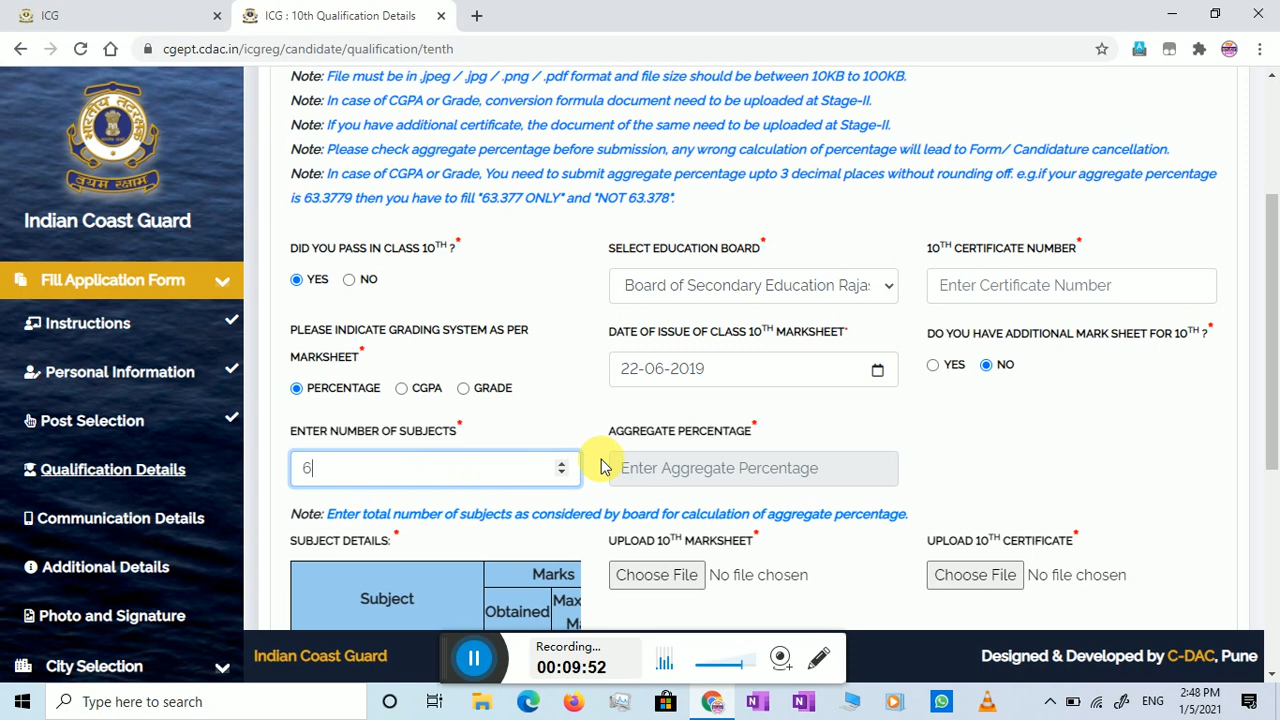 ICG
ICG : 10th Qualification Details
cgept.cdac.in/icgreg/candidate/qualification/tenth
Indian Coast Guard
Fill Application Form
Instructions
Personal Information
Post Selection
Qualification Details
Communication Details
Additional Details
Photo and Signature
City Selection
Note: File must be in .jpeg / .jpg / .png / .pdf format and file size should be between 10KB to 100KB.
Note: In case of CGPA or Grade, conversion formula document need to be uploaded at Stage-II.
Note: If you have additional certificate, the document of the same need to be uploaded at Stage-II.
Note: Please check aggregate percentage before submission, any wrong calculation of percentage will lead to Form/ Candidature cancellation.
Note: In case of CGPA or Grade, You need to submit aggregate percentage upto 3 decimal places without rounding off. e.g.if your aggregate percentage
is 63.3779 then you have to fill "63.377 ONLY" and "NOT 63.378".
DID YOU PASS IN CLASS 10TH ?*
YES NO
SELECT EDUCATION BOARD*
Board of Secondary Education Rajas
10TH CERTIFICATE NUMBER*
Enter Certificate Number
PLEASE INDICATE GRADING SYSTEM AS PER
MARKSHEET*
PERCENTAGE CGPA GRADE
DATE OF ISSUE OF CLASS 10TH MARKSHEET*
22-06-2019
DO YOU HAVE ADDITIONAL MARK SHEET FOR 10TH ?*
YES NO
ENTER NUMBER OF SUBJECTS*
6
AGGREGATE PERCENTAGE*
Enter Aggregate Percentage
Note: Enter total number of subjects as considered by board for calculation of aggregate percentage.
SUBJECT DETAILS: *
Subject
Marks
Obtained
UPLOAD 10TH MARKSHEET*
Choose File No file chosen
UPLOAD 10TH CERTIFICATE*
Choose File No file chosen
Indian Coast Guard
Designed & Developed by C-DAC, Pune
Recording...
00:09:52
Type here to search
ENG
2:48 PM
1/5/2021